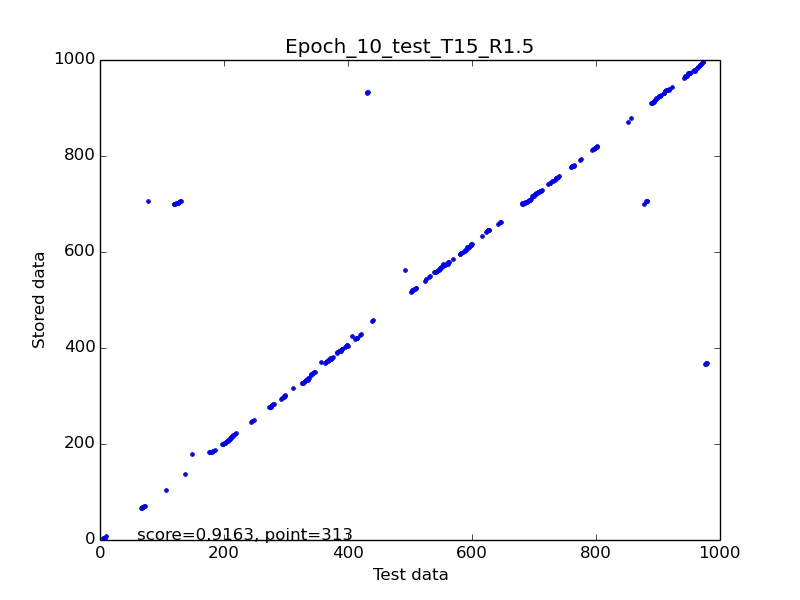 Epoch_10_test_T15_R1.5
1000
800
600
400
200
0
Stored data
score=0.9163, point=313
0 200 400 600 800 1000
Test data